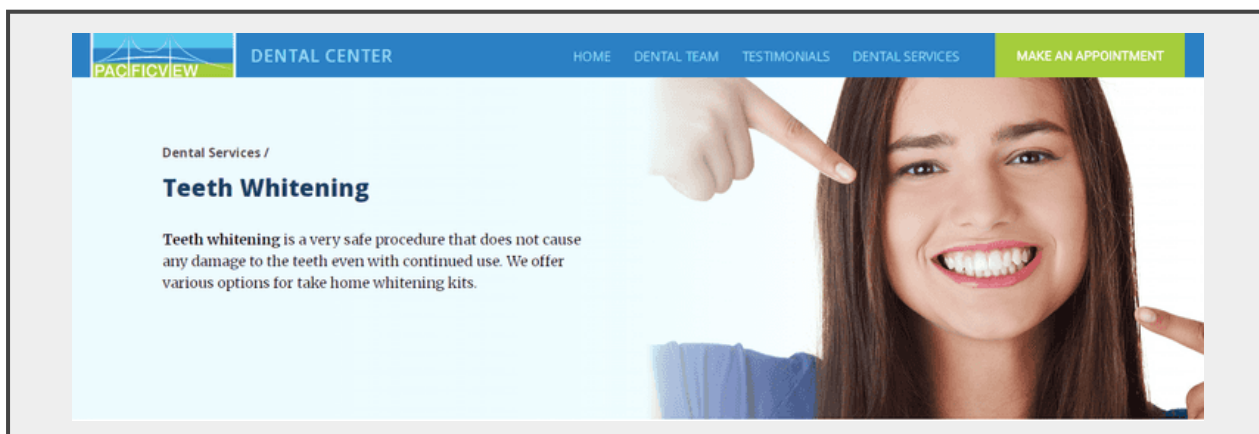 PACIFICVIEW
DENTAL CENTER
HOME
DENTAL TEAM
TESTIMONIALS
DENTAL SERVICES
MAKE AN APPOINTMENT
Dental Services /
Teeth Whitening
Teeth whitening is a very safe procedure that does not cause
any damage to the teeth even with continued use. We offer
various options for take home whitening kits.